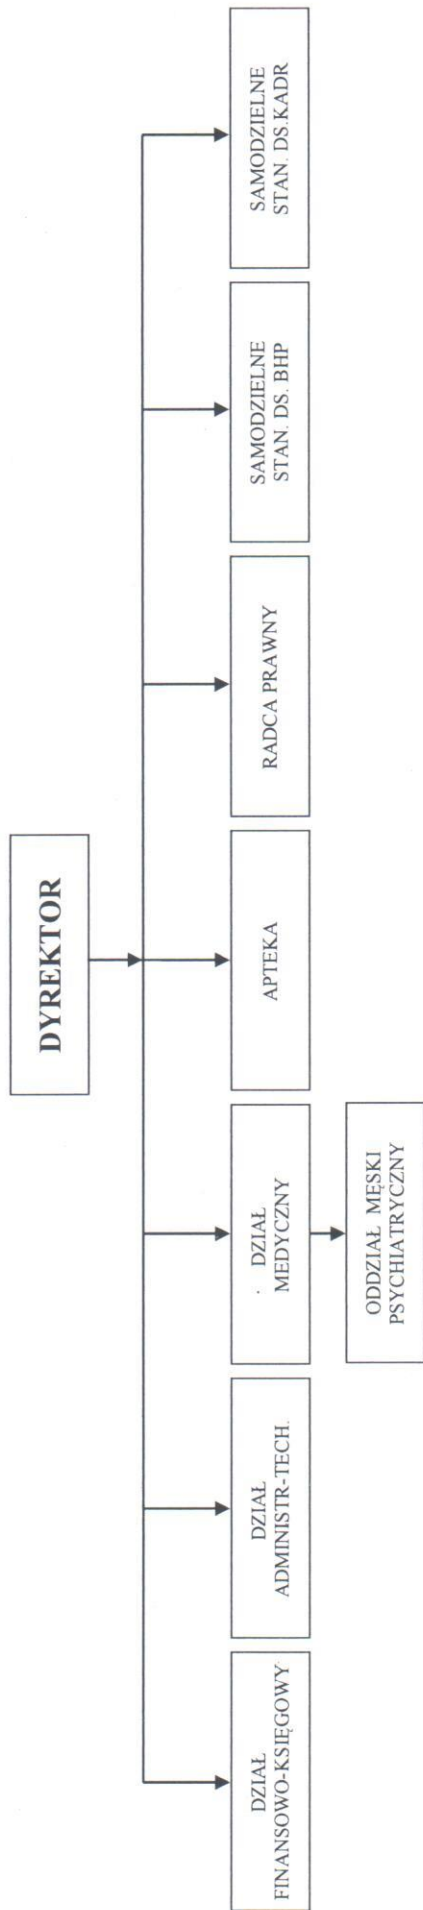 DYREKTOR
DZIAŁ
FINANSOWO-KSIĘGOWY
DZIAŁ
ADMINISTR-TECH.
DZIAŁ
MEDYCZNY
APTEKA
RADCA PRAWNY
SAMODZIELNE
STAN. DS. BHP
SAMODZIELNE
STAN. DS.KADR
ODDZIAŁ MĘSKI
PSYCHIATRYCZNY